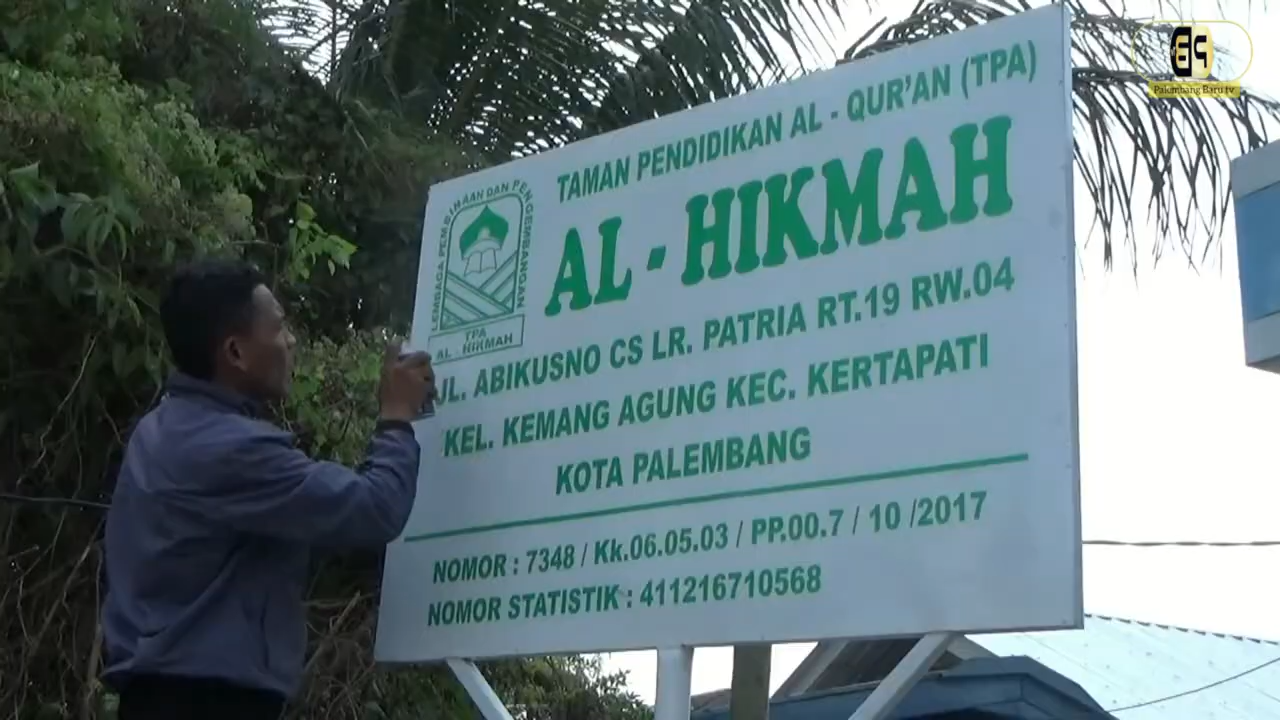 Palembang Baru tv
TAMAN PENDIDIKAN AL - QUR'AN (TPA)
AL - HIKMAH
LEMBAGA PEMBINAAN DAN PENGEMBANGAN
TPA
AL - HIKMAH
JL. ABIKUSNO CS LR. PATRIA RT.19 RW.04
KEL. KEMANG AGUNG KEC. KERTAPATI
KOTA PALEMBANG
NOMOR : 7348 / Kk.06.05.03 / PP.00.7 / 10 /2017
NOMOR STATISTIK : 411216710568